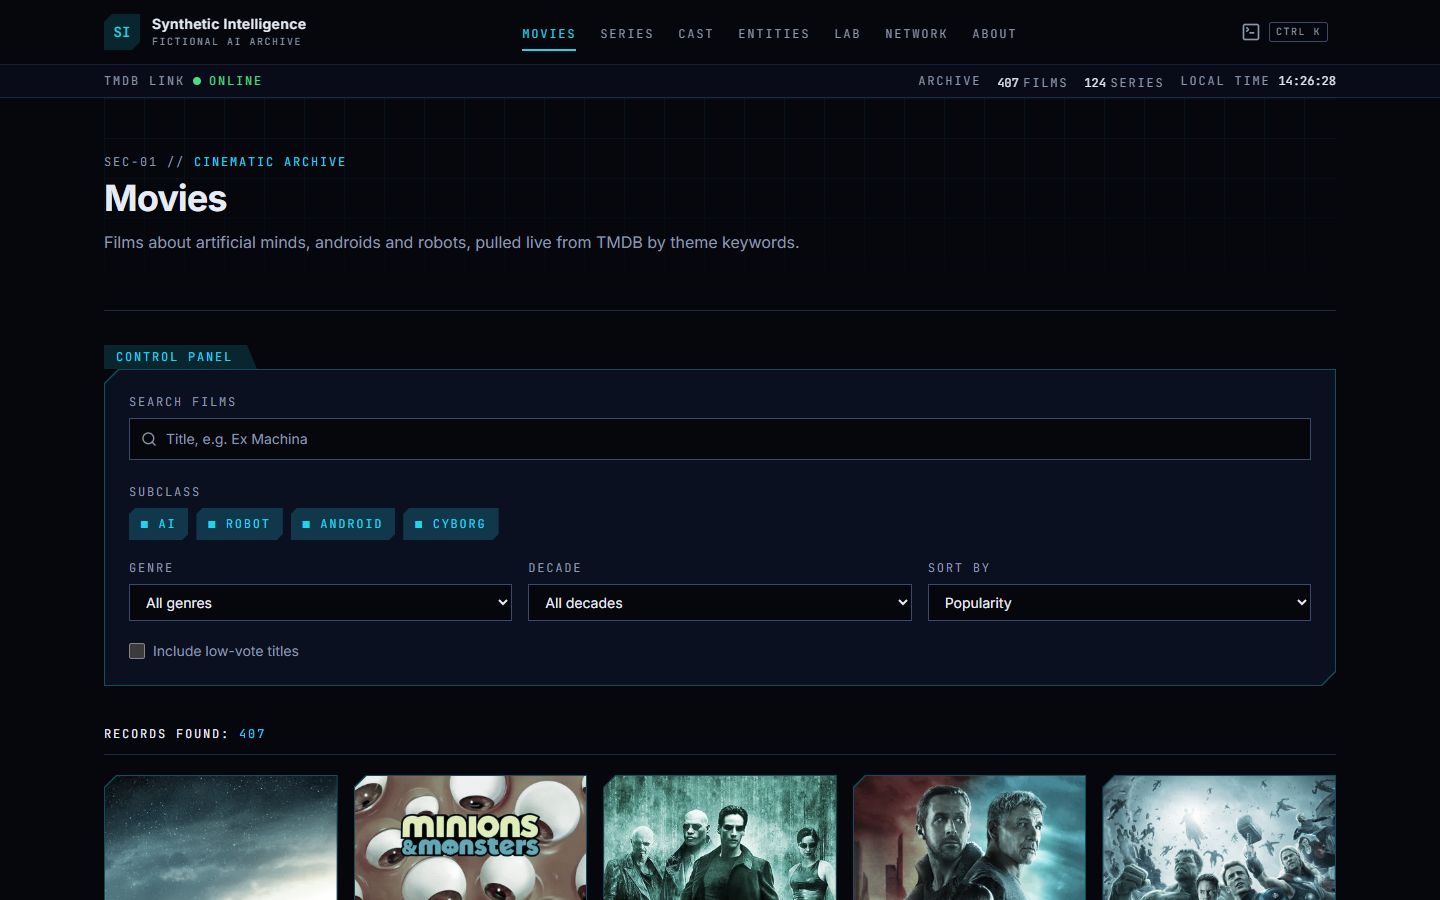 SI
Synthetic Intelligence
FICTIONAL AI ARCHIVE
MOVIES SERIES CAST ENTITIES LAB NETWORK ABOUT
CTRL K
TMDB LINK ONLINE
ARCHIVE 407 FILMS 124 SERIES LOCAL TIME 14:26:28
SEC-01 // CINEMATIC ARCHIVE
Movies
Films about artificial minds, androids and robots, pulled live from TMDB by theme keywords.
CONTROL PANEL
SEARCH FILMS
Title, e.g. Ex Machina
SUBCLASS
AI ROBOT ANDROID CYBORG
GENRE DECADE SORT BY
All genres All decades Popularity
Include low-vote titles
RECORDS FOUND: 407
minions
&monsters